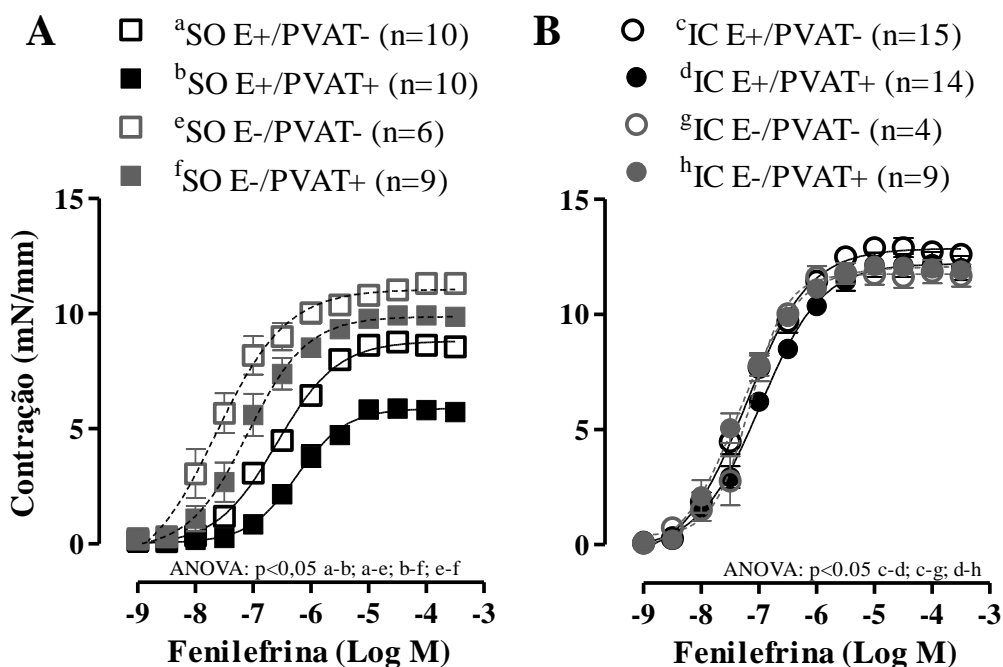 A
ᵃSO E+/PVAT- (n=10)
ᵇSO E+/PVAT+ (n=10)
ᵉSO E-/PVAT- (n=6)
ᶠSO E-/PVAT+ (n=9)
15
10
5
0
Contração (mN/mm)
ANOVA: p<0,05 a-b; a-e; b-f; e-f
-9 -8 -7 -6 -5 -4 -3
Fenilefrina (Log M)
B
ᶜIC E+/PVAT- (n=15)
ᵈIC E+/PVAT+ (n=14)
ᵍIC E-/PVAT- (n=4)
ʰIC E-/PVAT+ (n=9)
15
10
5
0
ANOVA: p<0.05 c-d; c-g; d-h
-9 -8 -7 -6 -5 -4 -3
Fenilefrina (Log M)